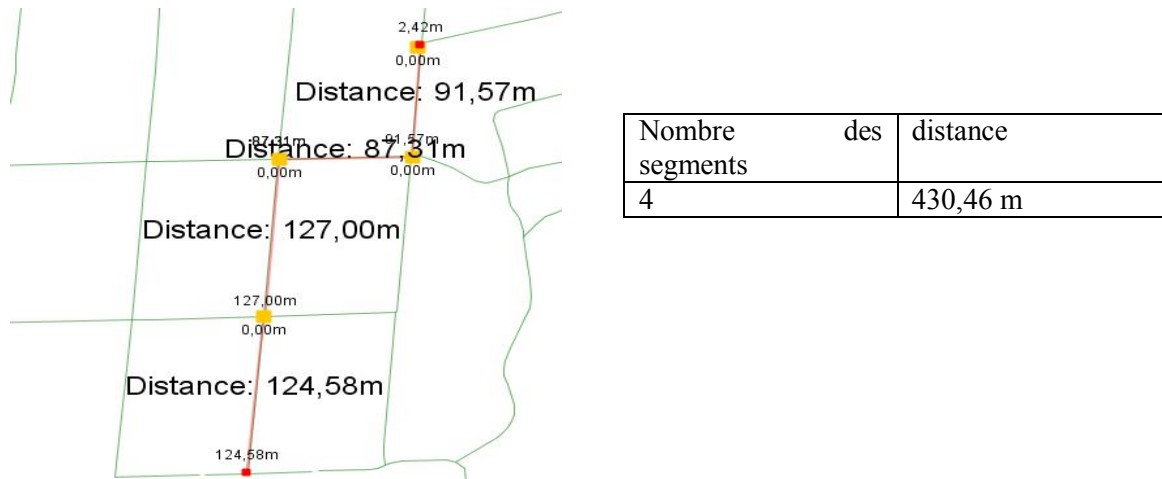 2,42m
0,00m
Distance: 91,57m
87,31m
91,57m
Distance: 87,31m
0,00m
0,00m
Distance: 127,00m
127,00m
0,00m
Distance: 124,58m
124,58m
Nombre des distance
segments
4 430,46 m